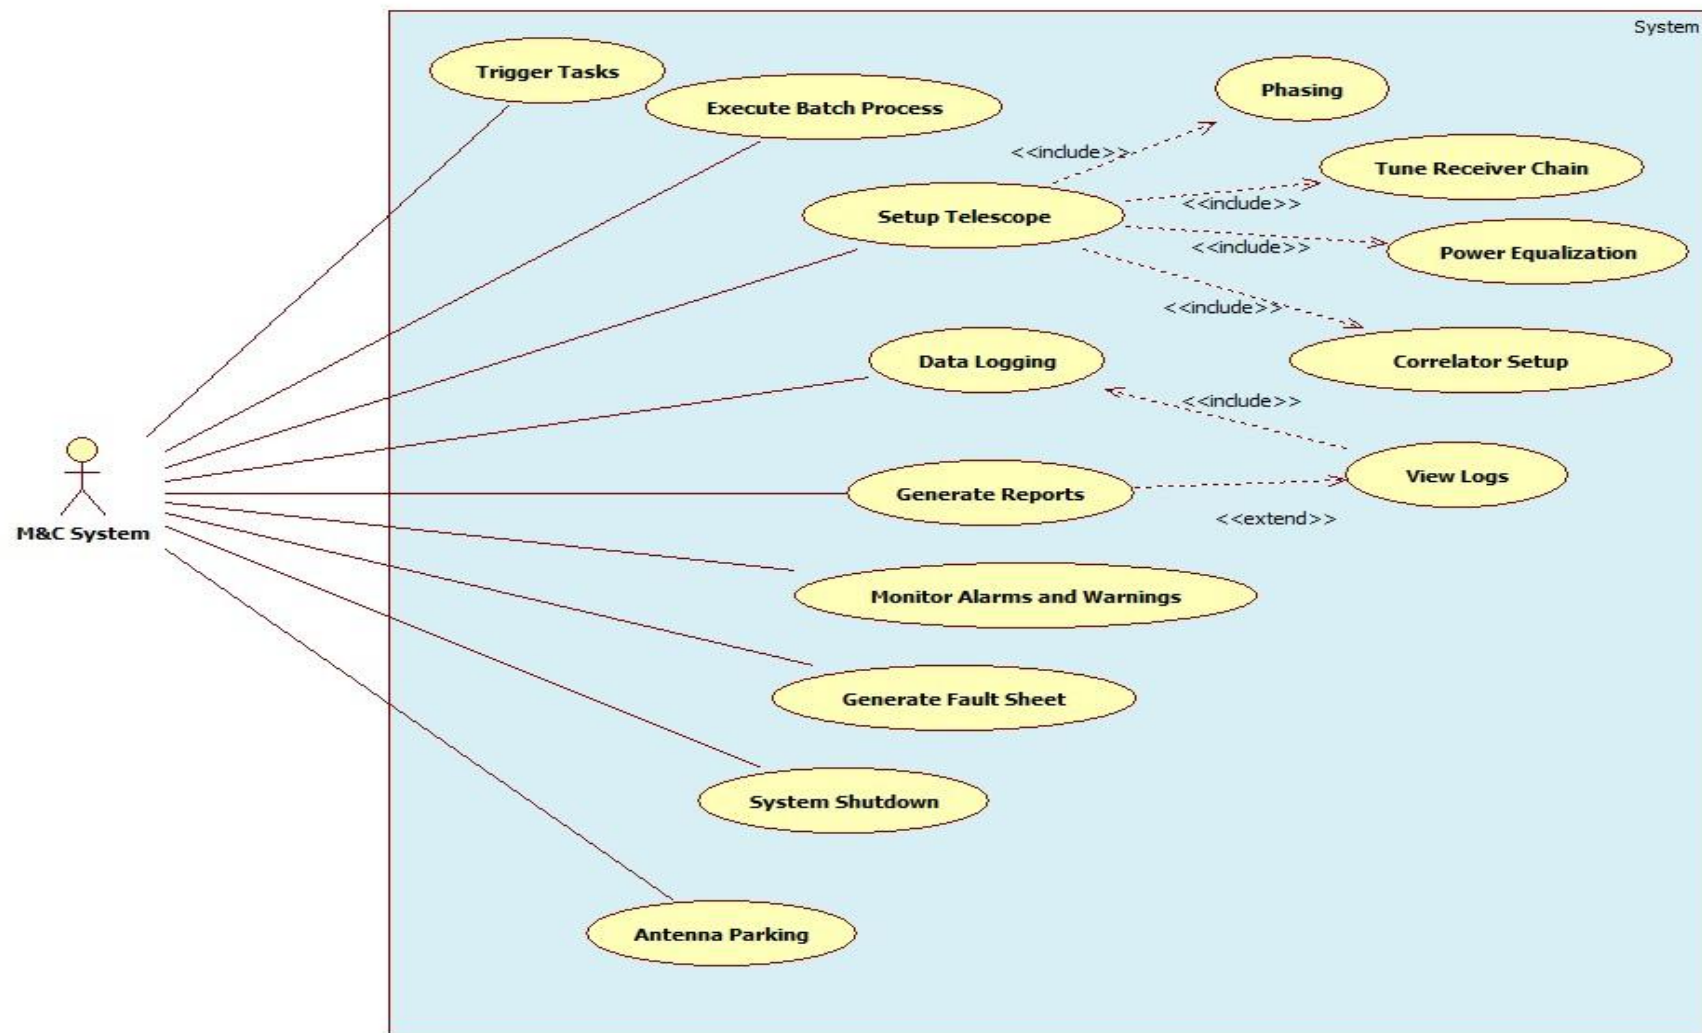 System
Trigger Tasks
Execute Batch Process
Phasing
<<include>>
Tune Receiver Chain
<<include>>
Setup Telescope
<<include>>
Power Equalization
<<include>>
Data Logging
Correlator Setup
<<include>>
View Logs
Generate Reports
<<extend>>
M&C System
Monitor Alarms and Warnings
Generate Fault Sheet
System Shutdown
Antenna Parking